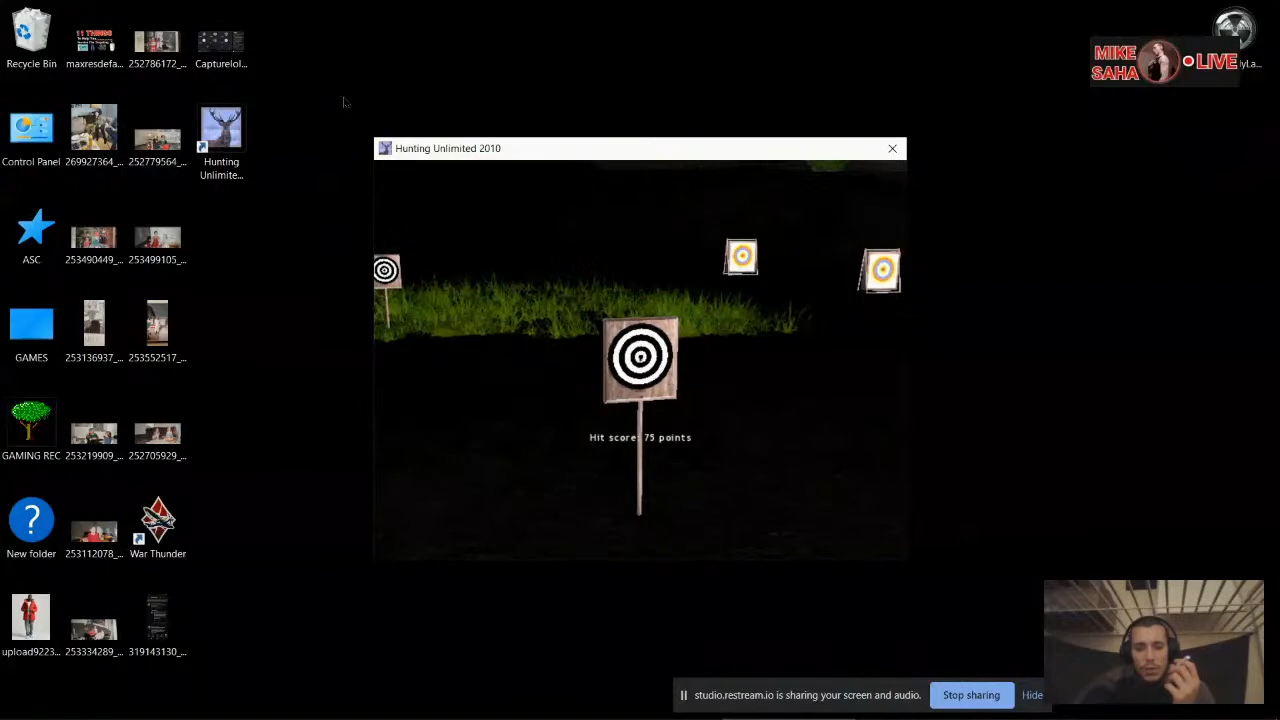 Recycle Bin
maxresdefa...
252786172_...
Capturelol...
MIKE
SAHA
LIVE
Control Panel
269927364_...
252779564_...
Hunting
Unlimite...
Hunting Unlimited 2010
ASC
253490449_...
253499105_...
GAMES
253136937_...
253552517_...
GAMING REC
253219909_...
252705929_...
Hit score: 75 points
New folder
253112078_...
War Thunder
upload9223...
253334289_...
319143130_...
studio.restream.io is sharing your screen and audio.
Stop sharing
Hide